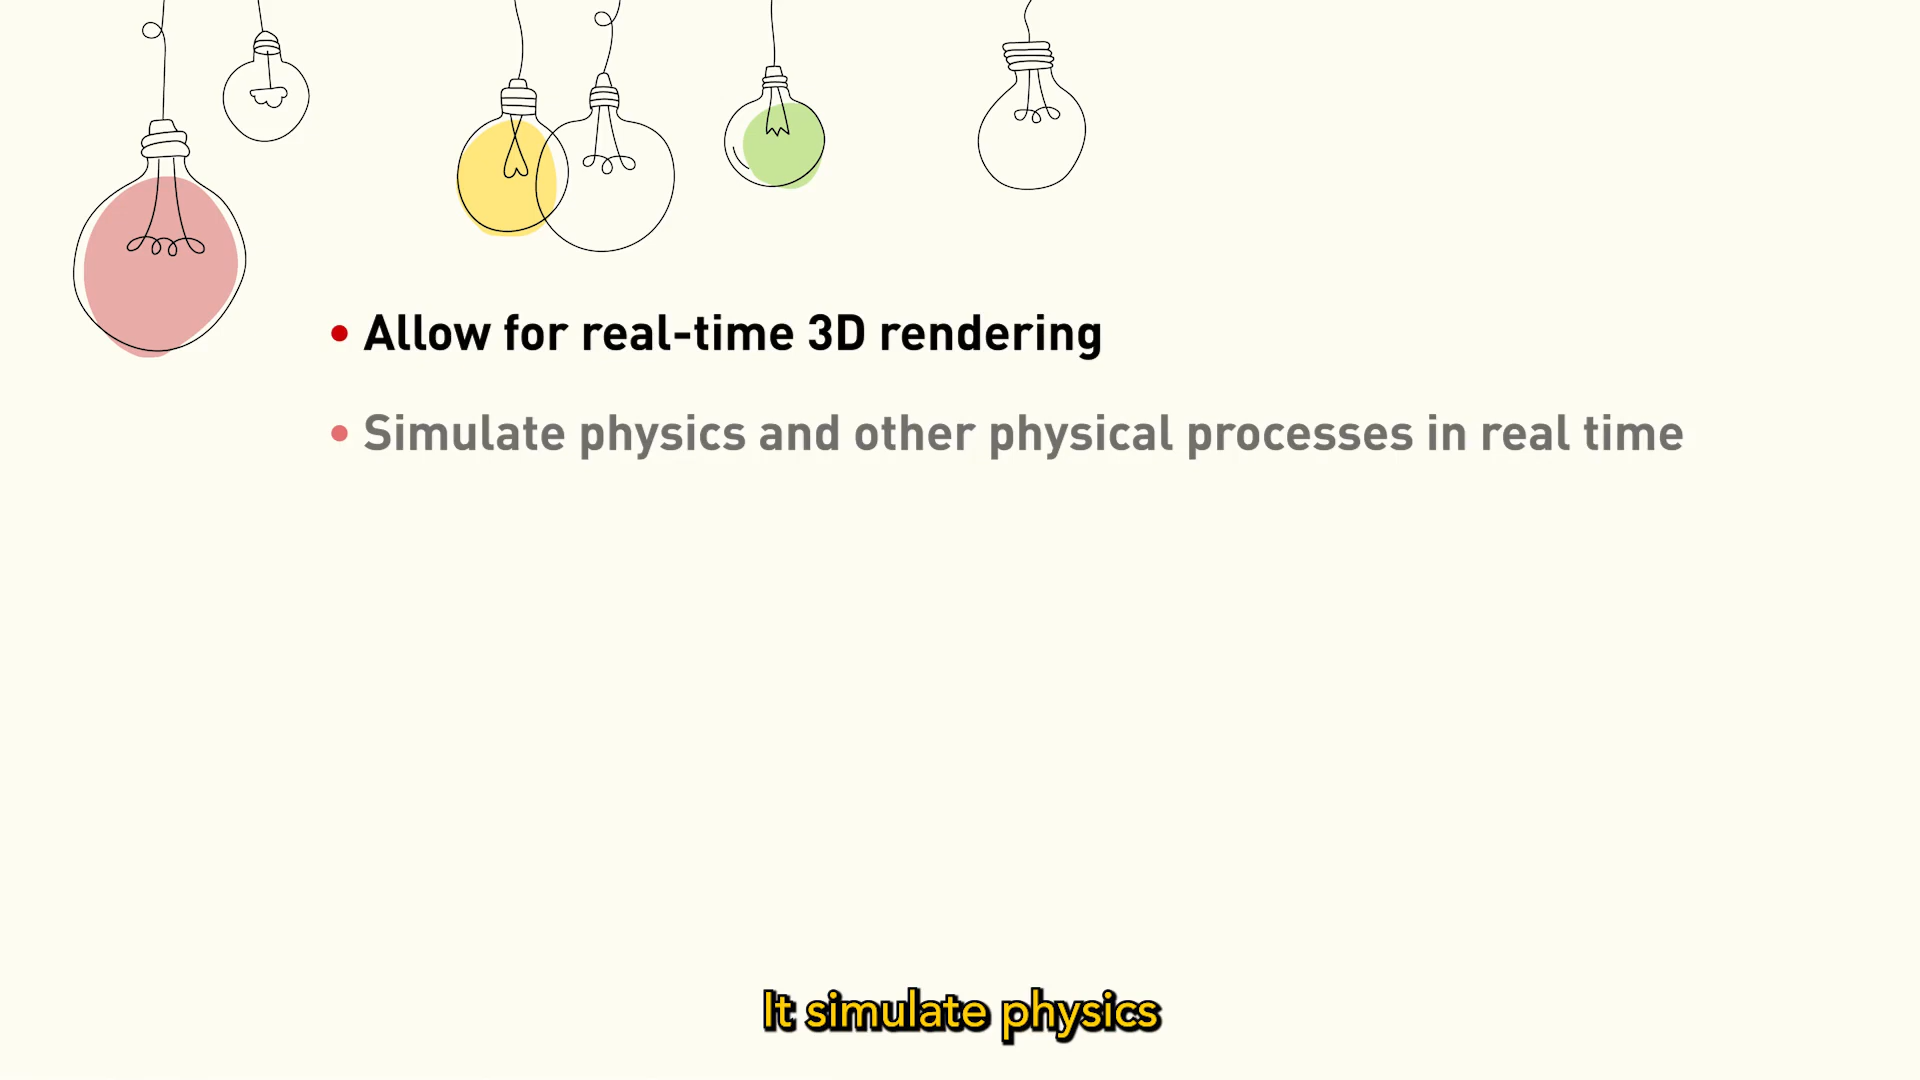 • Allow for real-time 3D rendering
• Simulate physics and other physical processes in real time
It simulate physics